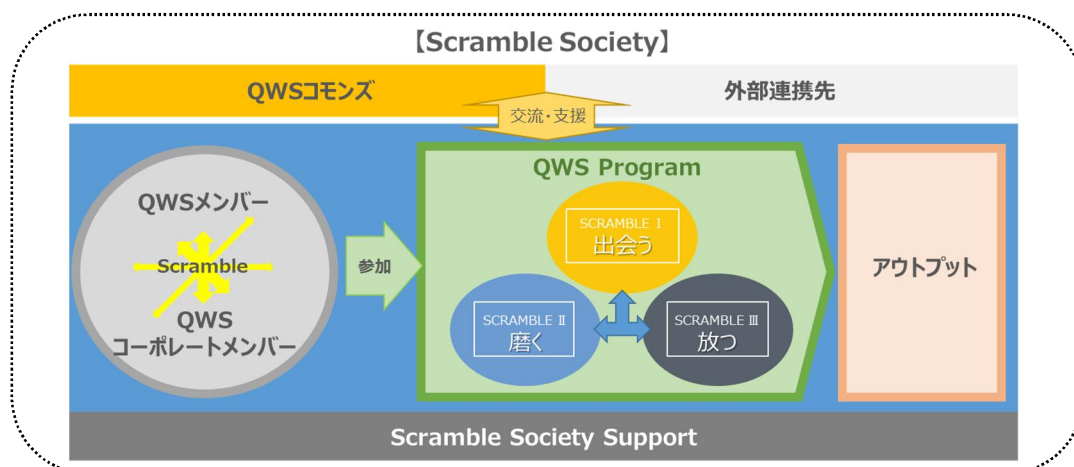 【Scramble Society】
QWSコモンズ
外部連携先
交流・支援
QWSメンバー
Scramble
QWS
コーポレートメンバー
参加
QWS Program
SCRAMBLE Ⅰ
出会う
SCRAMBLE Ⅱ
磨く
SCRAMBLE Ⅲ
放つ
アウトプット
Scramble Society Support